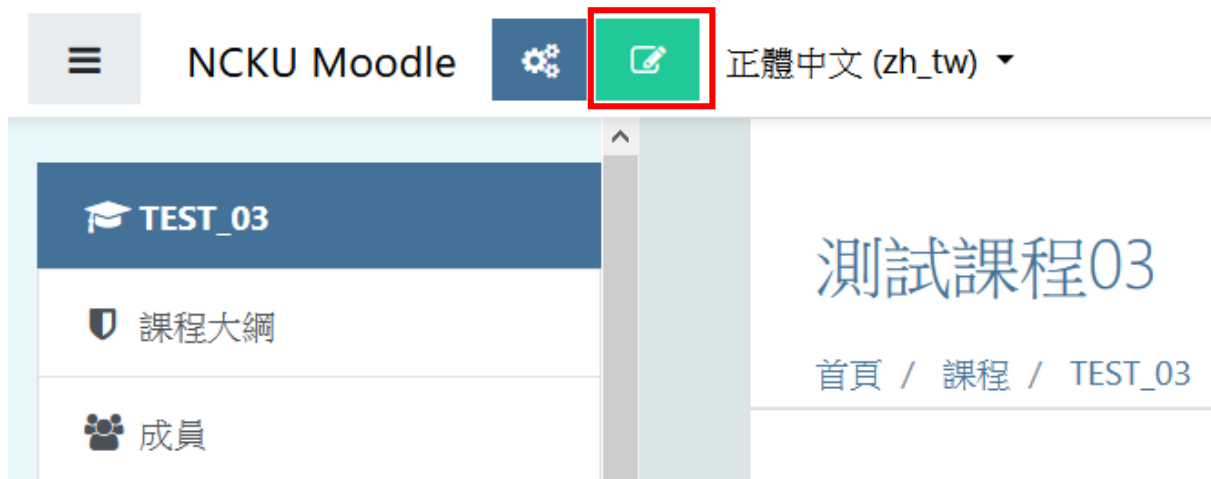 NCKU Moodle 正體中文 (zh_tw)
TEST_03
測試課程03
課程大綱
首頁 / 課程 / TEST_03
成員